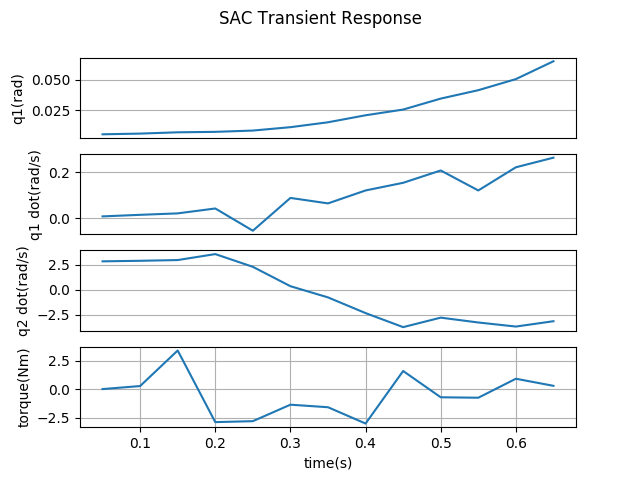 SAC Transient Response
q1(rad)
0.050
0.025
q1 dot(rad/s)
0.2
0.0
q2 dot(rad/s)
2.5
0.0
−2.5
torque(Nm)
2.5
0.0
−2.5
0.1 0.2 0.3 0.4 0.5 0.6
time(s)